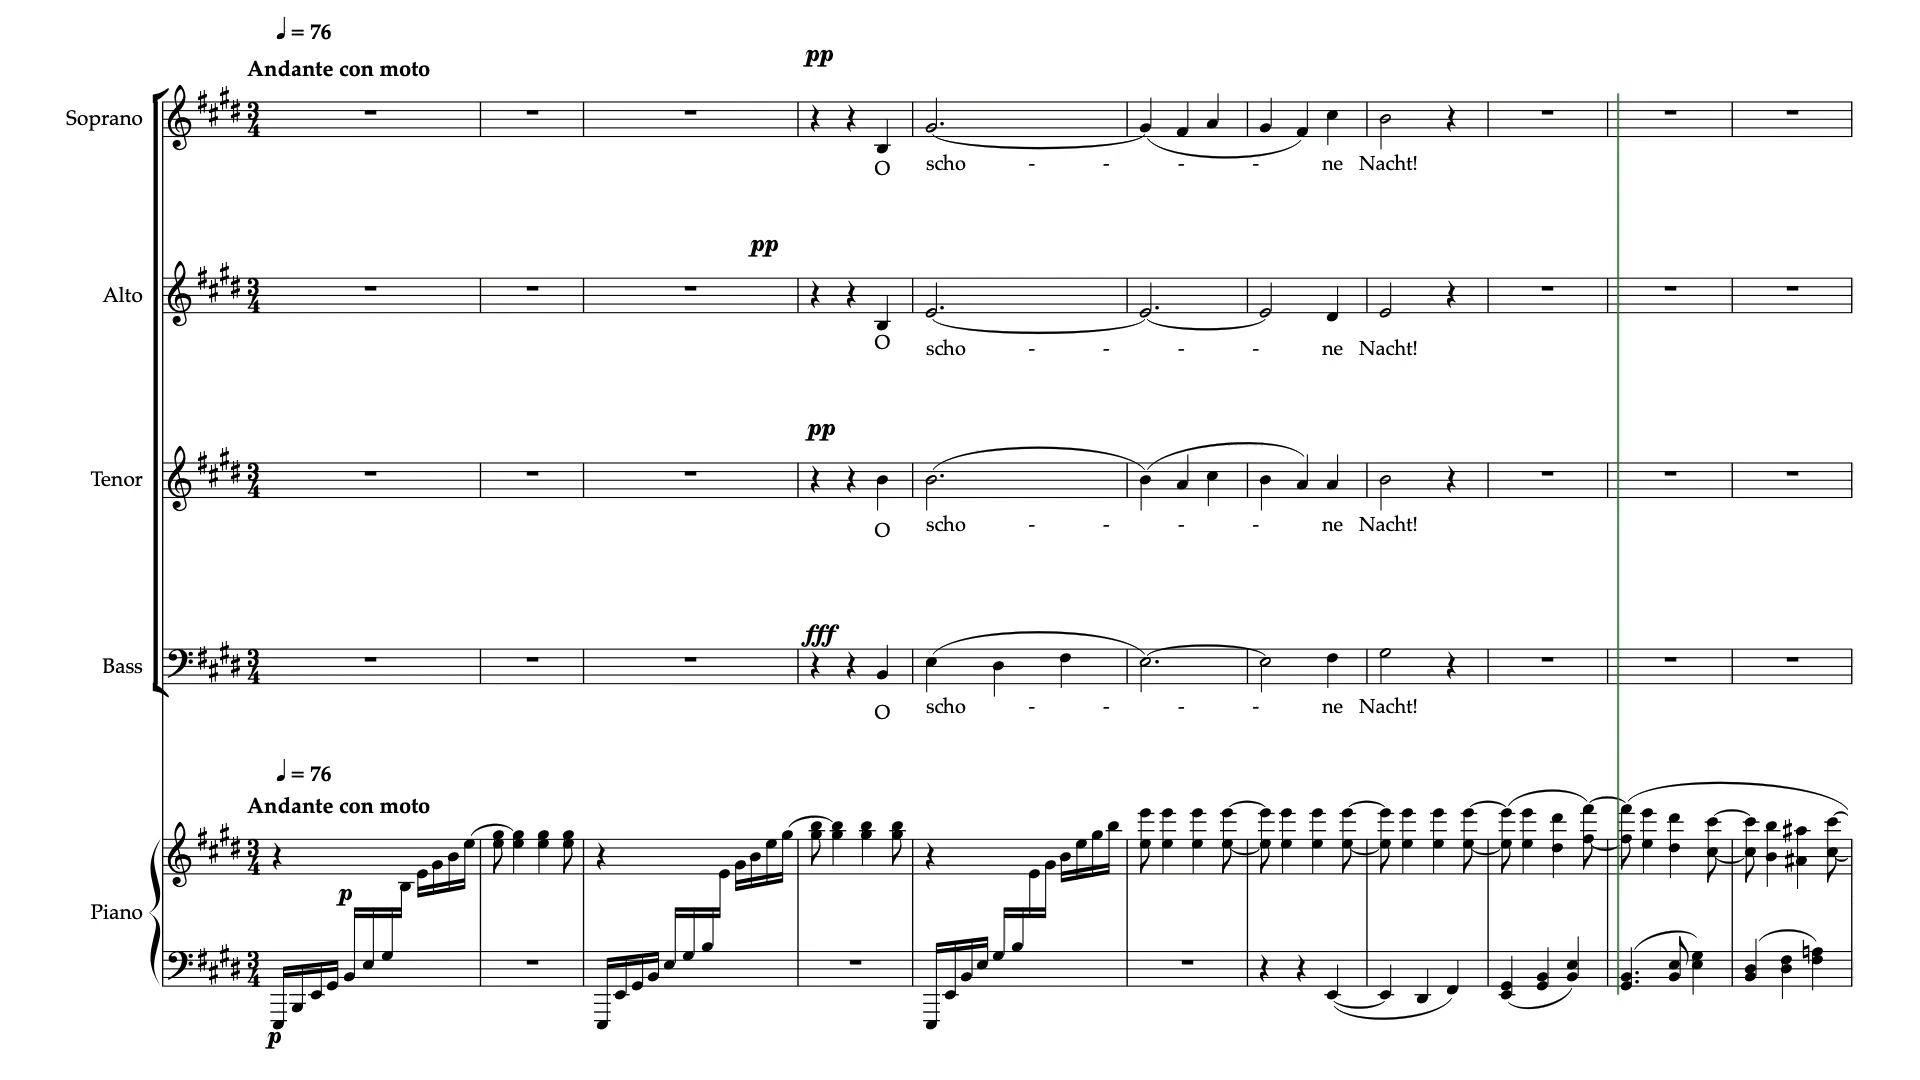 ♩ = 76
Andante con moto
pp
Soprano
O scho - - - - ne Nacht!
pp
Alto
O scho - - - - ne Nacht!
pp
Tenor
O scho - - - - ne Nacht!
fff
Bass
O scho - - - - ne Nacht!
♩ = 76
Andante con moto
p
Piano
p